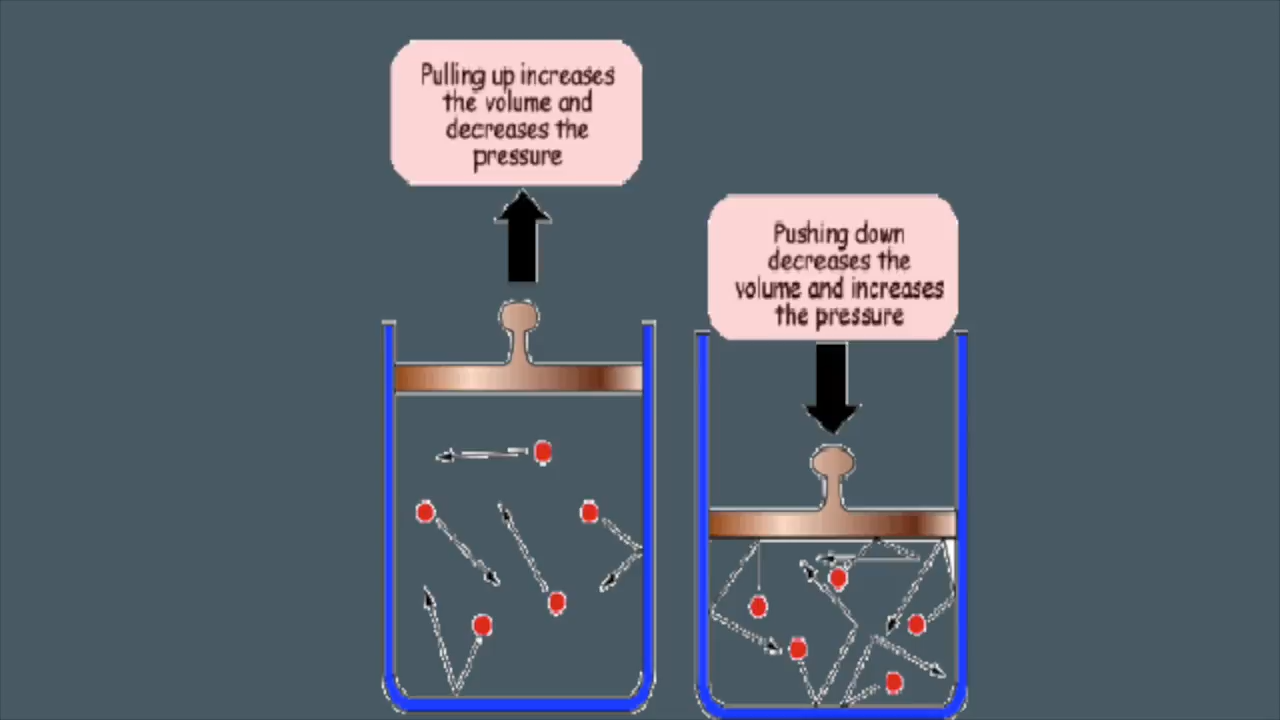 Pulling up increases
the volume and
decreases the
pressure
Pushing down
decreases the
volume and increases
the pressure